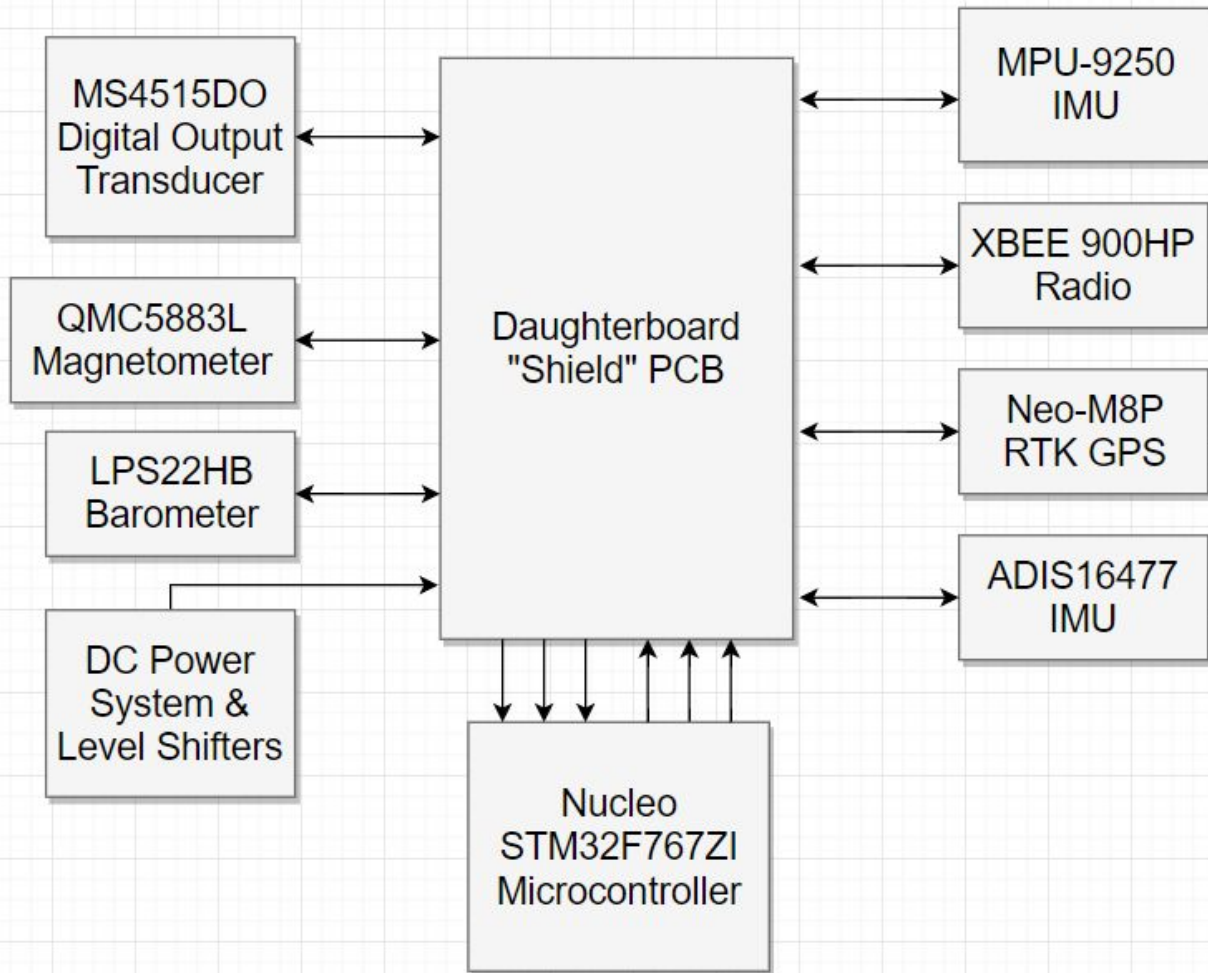 MS4515DO
Digital Output
Transducer
QMC5883L
Magnetometer
LPS22HB
Barometer
DC Power
System &
Level Shifters
Daughterboard
"Shield" PCB
Nucleo
STM32F767ZI
Microcontroller
MPU-9250
IMU
XBEE 900HP
Radio
Neo-M8P
RTK GPS
ADIS16477
IMU